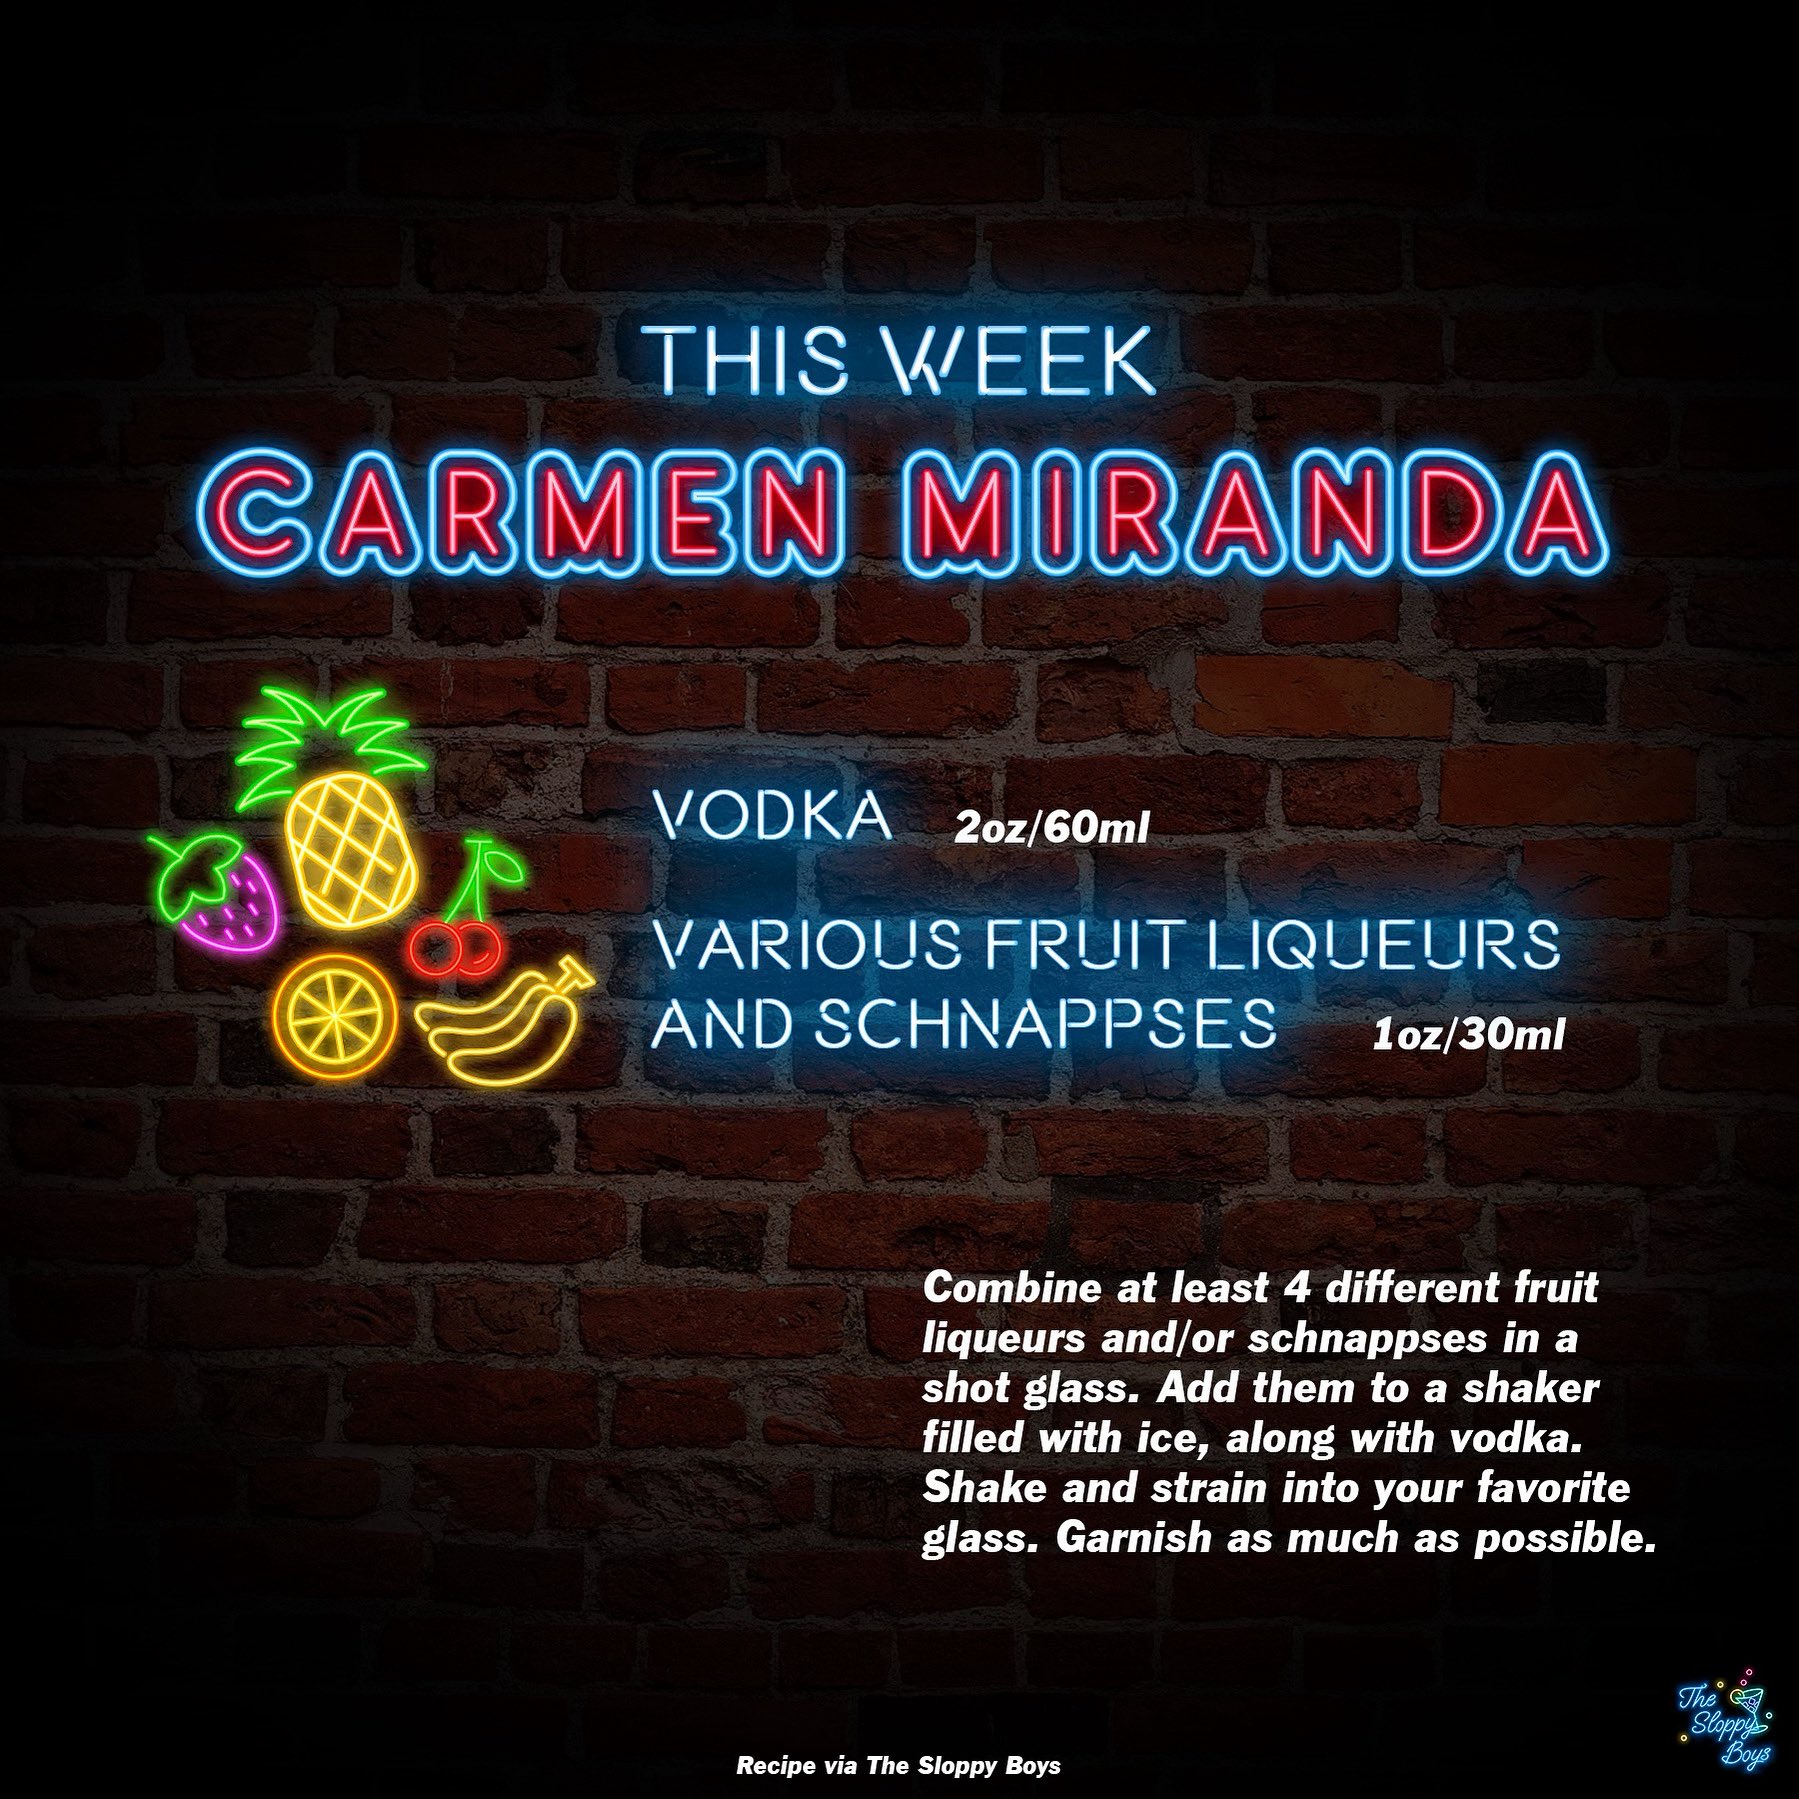 THIS WEEK
CARMEN MIRANDA
VODKA 2oz/60ml
VARIOUS FRUIT LIQUEURS
AND SCHNAPPSES 1oz/30ml
Combine at least 4 different fruit
liqueurs and/or schnappses in a
shot glass. Add them to a shaker
filled with ice, along with vodka.
Shake and strain into your favorite
glass. Garnish as much as possible.
The
Sloppy
Boys
Recipe via The Sloppy Boys